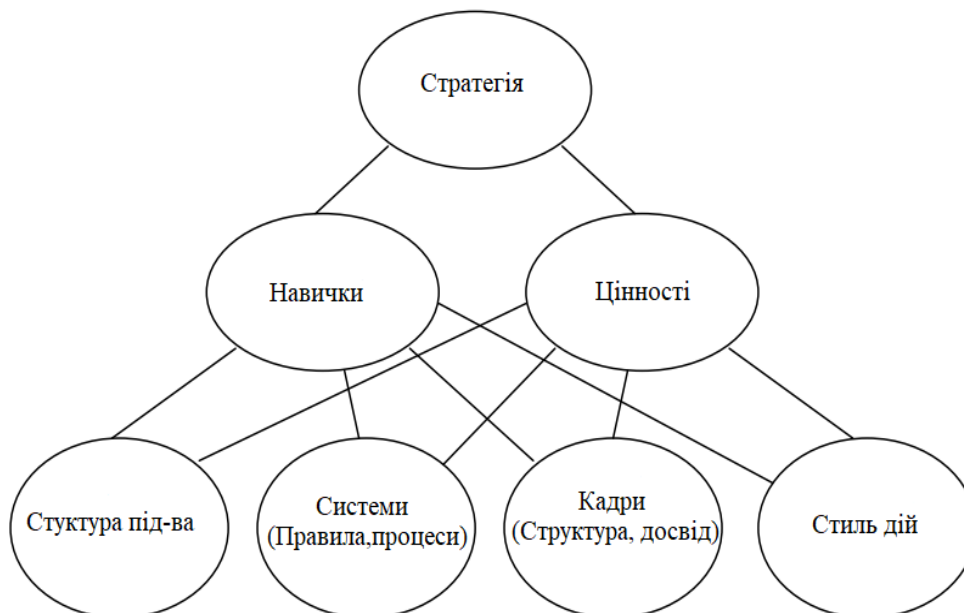 Стратегія
Навички
Цінності
Стуктура під-ва
Системи
(Правила,процеси)
Кадри
(Структура, досвід)
Стиль дій